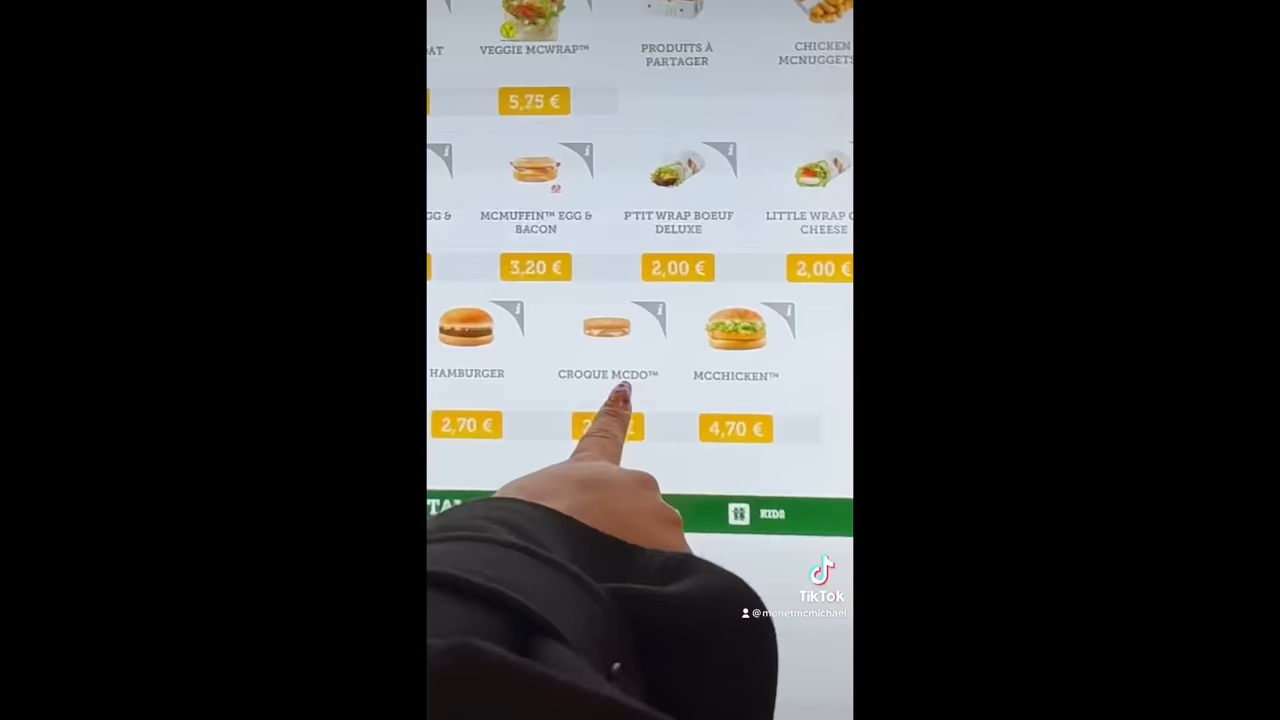 VEGGIE MCWRAP™
PRODUITS À
PARTAGER
CHICKEN
MCNUGGETS
5,75 €
MCMUFFIN™ EGG &
BACON
P'TIT WRAP BOEUF
DELUXE
LITTLE WRAP
CHEESE
3,20 €
2,00 €
2,00 €
HAMBURGER
CROQUE MCDO™
MCCHICKEN™
2,70 €
4,70 €
KIDS
TikTok
@monetmcmichael